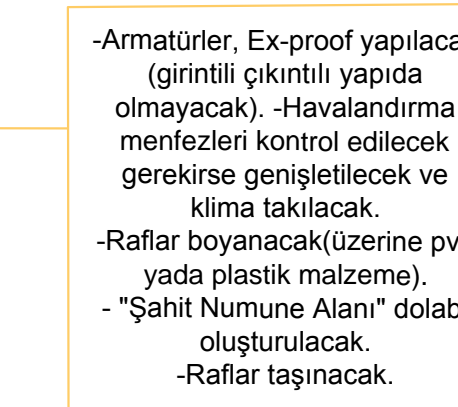 -Armatürler, Ex-proof yapılaca
(girintili çıkıntılı yapıda
olmayacak). -Havalandırma
menfezleri kontrol edilecek
gerekirse genişletilecek ve
klima takılacak.
-Raflar boyanacak(üzerine pv
yada plastik malzeme).
- "Şahit Numune Alanı" dolab
oluşturulacak.
-Raflar taşınacak.